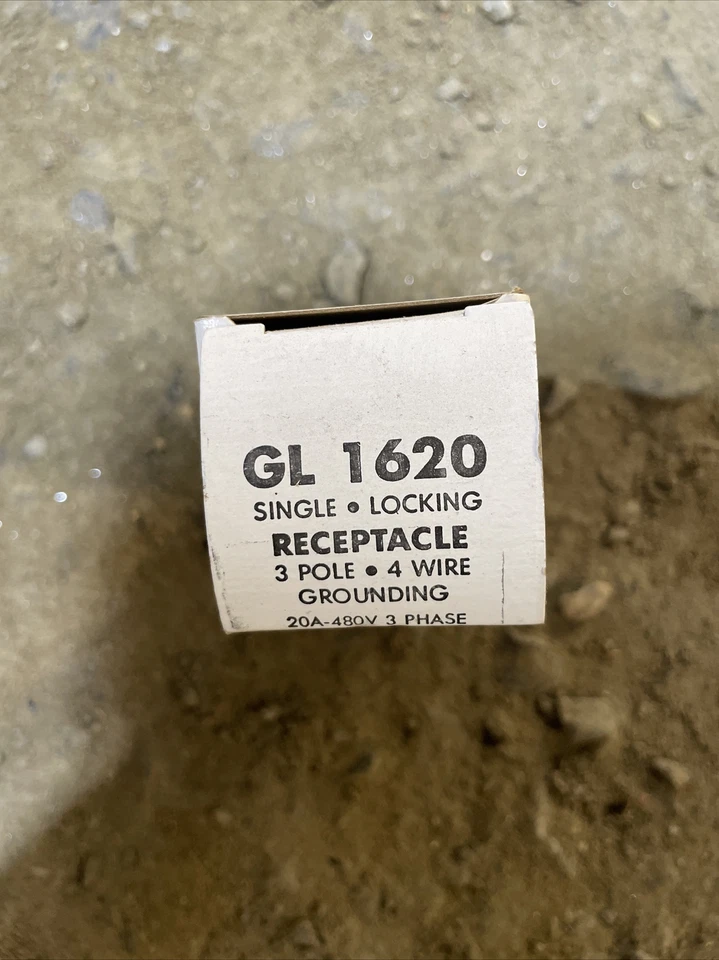 GL 1620
SINGLE • LOCKING
RECEPTACLE
3 POLE • 4 WIRE
GROUNDING
20A-480V 3 PHASE